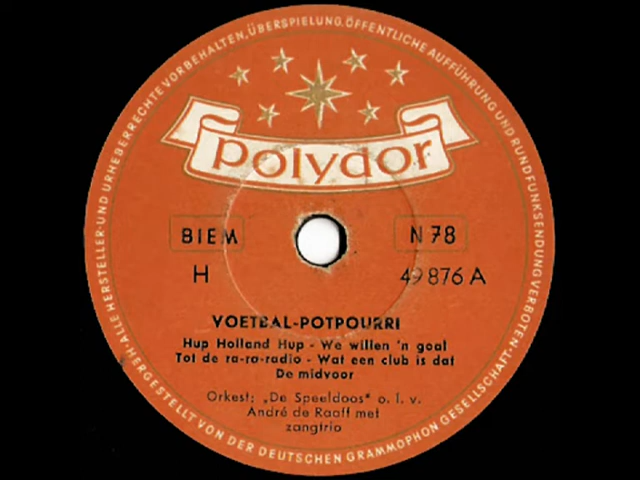 ALLE HERSTELLER-UND URHEBERRECHTE VORBEHALTEN, ÜBERSPIELUNG, ÖFFENTLICHE AUFFÜHRUNG UND RUNDFUNKSENDUNG VERBOTEN.
polydor
BIEM
N 78
H
49 876 A
VOETBAL-POTPOURRI
Hup Holland Hup - We willen 'n goal
Tot de ra-ra-radio - Wat een club is dat
De midvoor
Orkest: „De Speeldoos" o. l. v.
André de Raaff met
zangtrio
HERGESTELLT VON DER DEUTSCHEN GRAMMOPHON GESELLSCHAFT